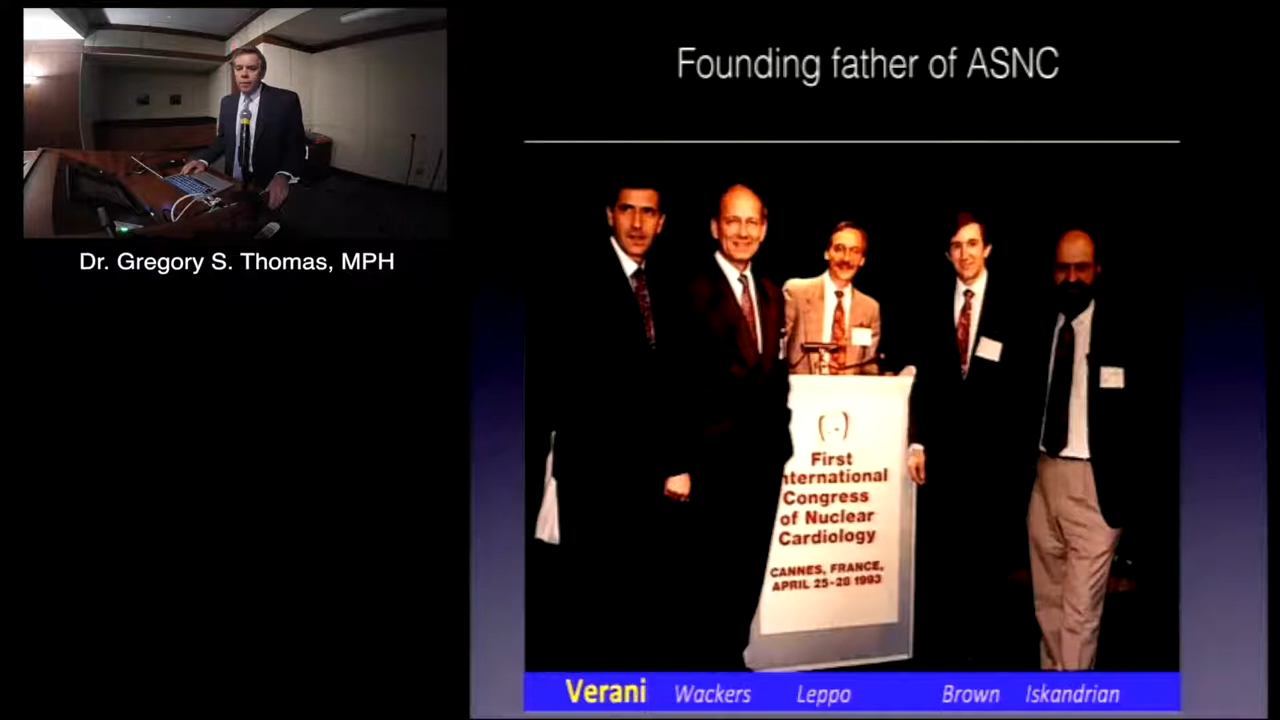 Founding father of ASNC
Dr. Gregory S. Thomas, MPH
First
International
Congress
of Nuclear
Cardiology
CANNES, FRANCE,
APRIL 25-28 1993
Verani Wackers Leppo Brown Iskandrian